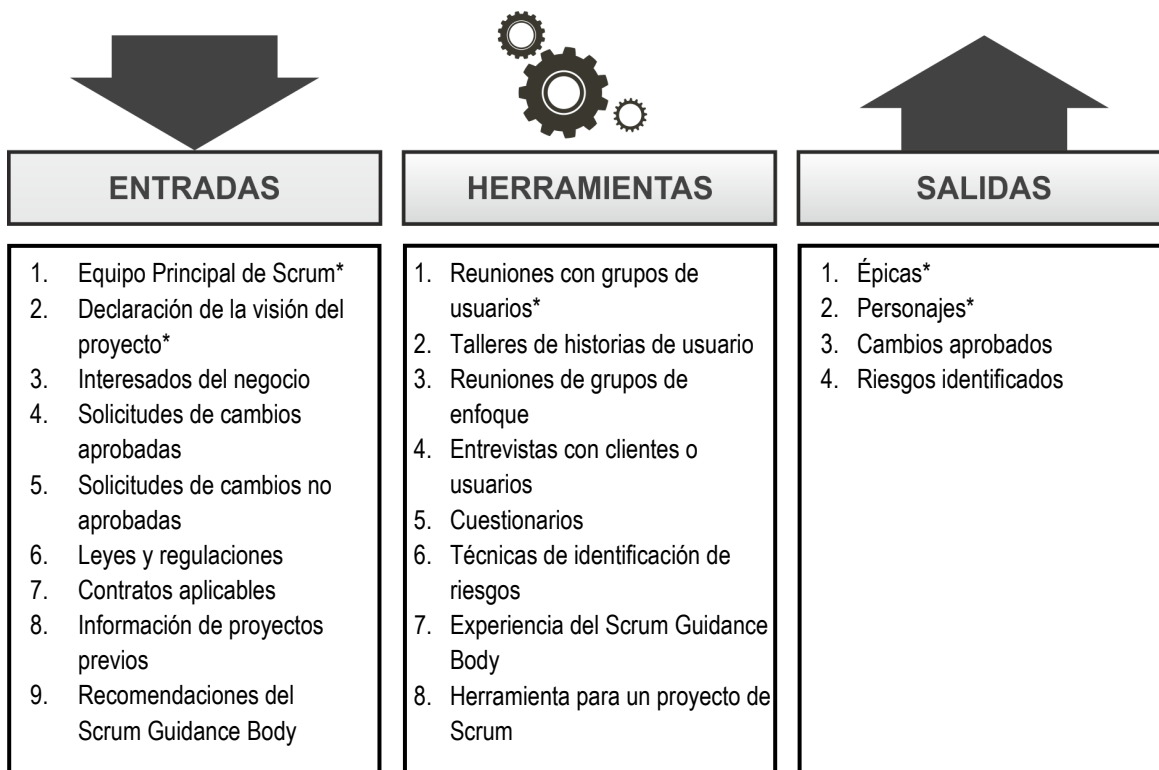 ENTRADAS
1. Equipo Principal de Scrum*
2. Declaración de la visión del
proyecto*
3. Interesados del negocio
4. Solicitudes de cambios
aprobadas
5. Solicitudes de cambios no
aprobadas
6. Leyes y regulaciones
7. Contratos aplicables
8. Información de proyectos
previos
9. Recomendaciones del
Scrum Guidance Body
HERRAMIENTAS
1. Reuniones con grupos de
usuarios*
2. Talleres de historias de usuario
3. Reuniones de grupos de
enfoque
4. Entrevistas con clientes o
usuarios
5. Cuestionarios
6. Técnicas de identificación de
riesgos
7. Experiencia del Scrum Guidance
Body
8. Herramienta para un proyecto de
Scrum
SALIDAS
1. Épicas*
2. Personajes*
3. Cambios aprobados
4. Riesgos identificados